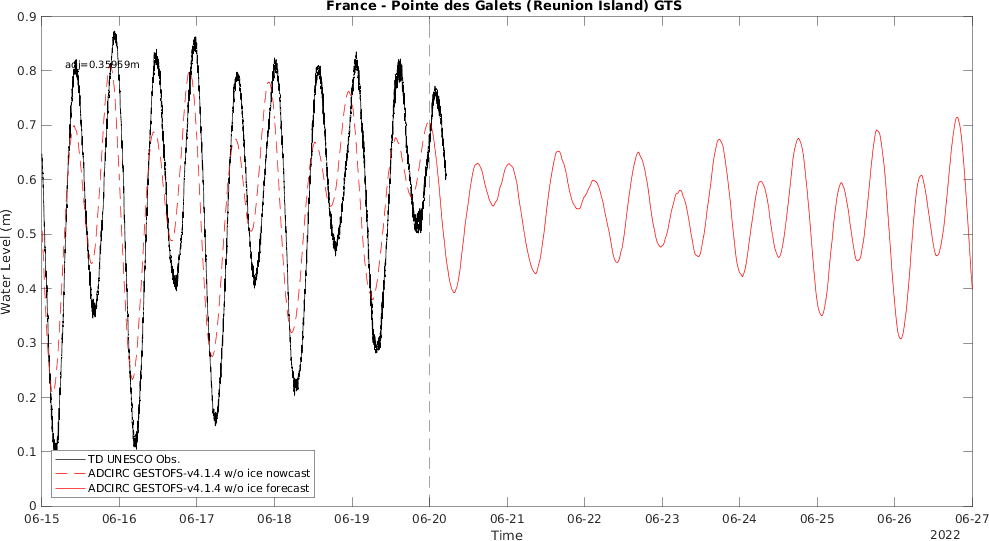 France - Pointe des Galets (Reunion Island) GTS
0.9
0.8
0.7
0.6
0.5
0.4
0.3
0.2
0.1
0
Water Level (m)
adj=0.35959m
TD UNESCO Obs.
ADCIRC GESTOFS-v4.1.4 w/o ice nowcast
ADCIRC GESTOFS-v4.1.4 w/o ice forecast
06-15 06-16 06-17 06-18 06-19 06-20 06-21 06-22 06-23 06-24 06-25 06-26 06-27
Time
2022